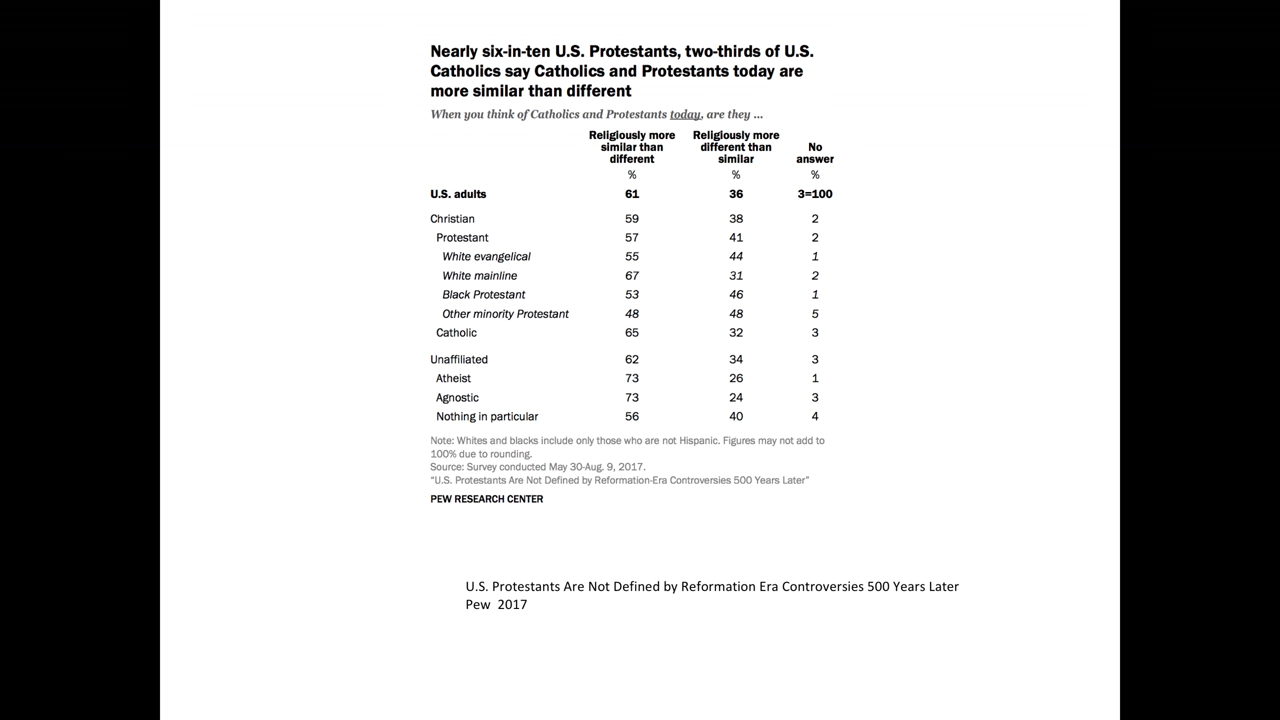 Nearly six-in-ten U.S. Protestants, two-thirds of U.S.
Catholics say Catholics and Protestants today are
more similar than different
When you think of Catholics and Protestants today, are they ...
Religiously more similar than different
Religiously more different than similar
No answer
% % %
U.S. adults 61 36 3=100
Christian 59 38 2
Protestant 57 41 2
White evangelical 55 44 1
White mainline 67 31 2
Black Protestant 53 46 1
Other minority Protestant 48 48 5
Catholic 65 32 3
Unaffiliated 62 34 3
Atheist 73 26 1
Agnostic 73 24 3
Nothing in particular 56 40 4
Note: Whites and blacks include only those who are not Hispanic. Figures may not add to
100% due to rounding.
Source: Survey conducted May 30-Aug. 9, 2017.
“U.S. Protestants Are Not Defined by Reformation-Era Controversies 500 Years Later”
PEW RESEARCH CENTER
U.S. Protestants Are Not Defined by Reformation Era Controversies 500 Years Later
Pew 2017